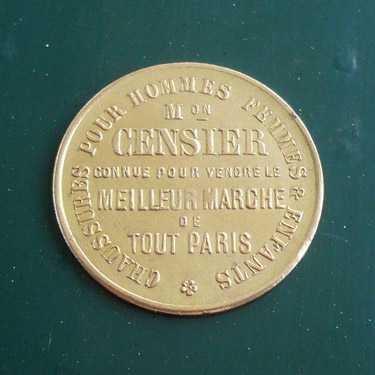 CHAUSSURES POUR HOMMES FEMMES & ENFANTS
MON
CENSIER
CONNUE POUR VENDRE LE
MEILLEUR MARCHE
DE
TOUT PARIS